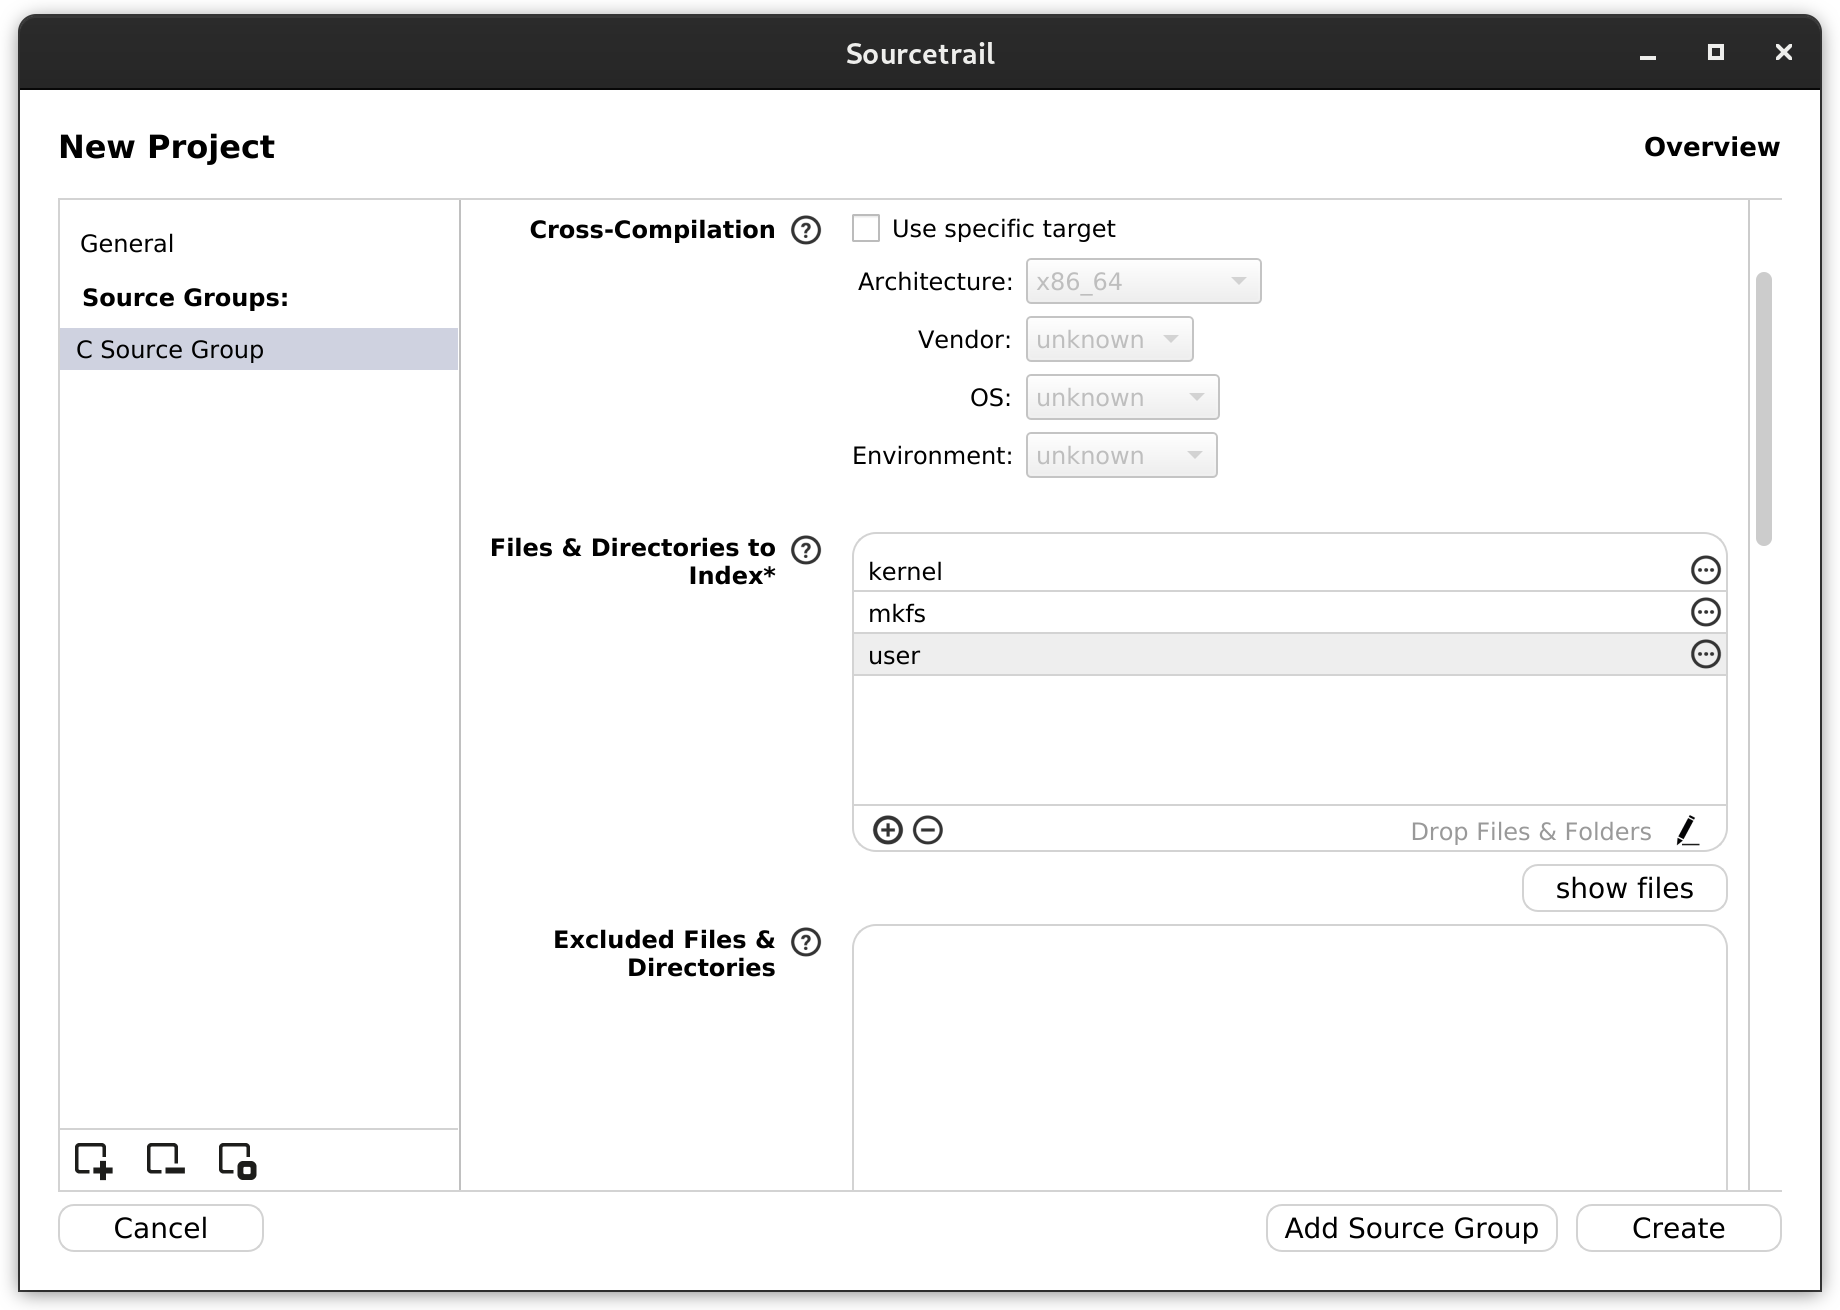 Sourcetrail
New Project
Overview
General
Source Groups:
C Source Group
Cross-Compilation
Use specific target
Architecture: x86_64
Vendor: unknown
OS: unknown
Environment: unknown
Files & Directories to
Index*
kernel
mkfs
user
Drop Files & Folders
show files
Excluded Files &
Directories
Cancel
Add Source Group
Create